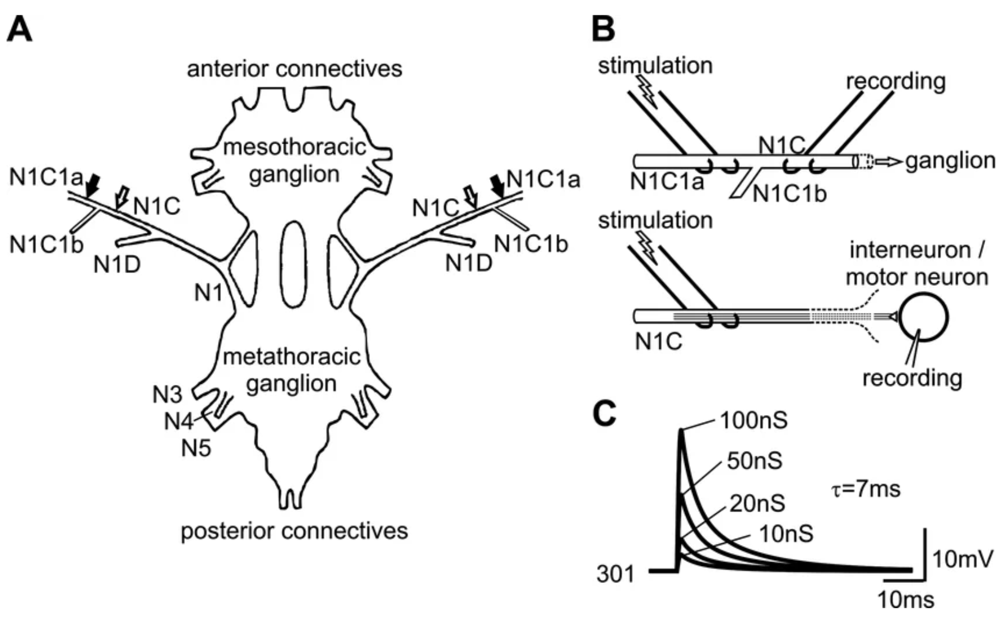 A
anterior connectives
mesothoracic
ganglion
N1C1a
N1C
N1C1b
N1D
N1
N1C
N1C1a
N1D
N1C1b
metathoracic
ganglion
N3
N4
N5
posterior connectives
B
stimulation
recording
N1C
ganglion
N1C1a
N1C1b
stimulation
interneuron /
motor neuron
N1C
recording
C
100nS
50nS
τ=7ms
20nS
10nS
301
10mV
10ms